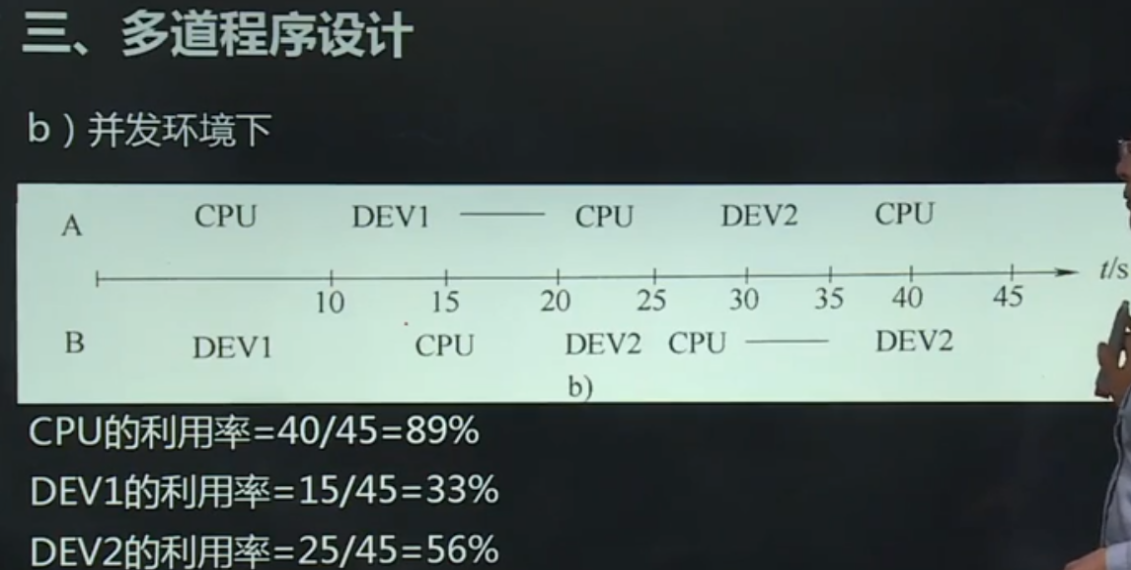 三、多道程序设计
b）并发环境下
A CPU DEV1 —— CPU DEV2 CPU
10 15 20 25 30 35 40 45 t/s
B DEV1 CPU DEV2 CPU —— DEV2
b)
CPU的利用率=40/45=89%
DEV1的利用率=15/45=33%
DEV2的利用率=25/45=56%